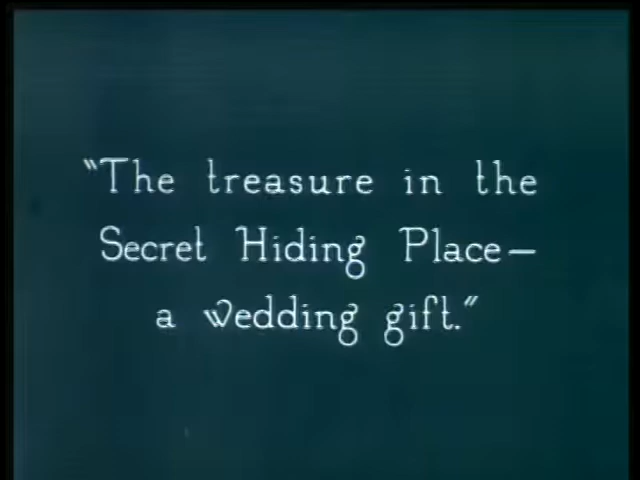 "The treasure in the
Secret Hiding Place—
a wedding gift."